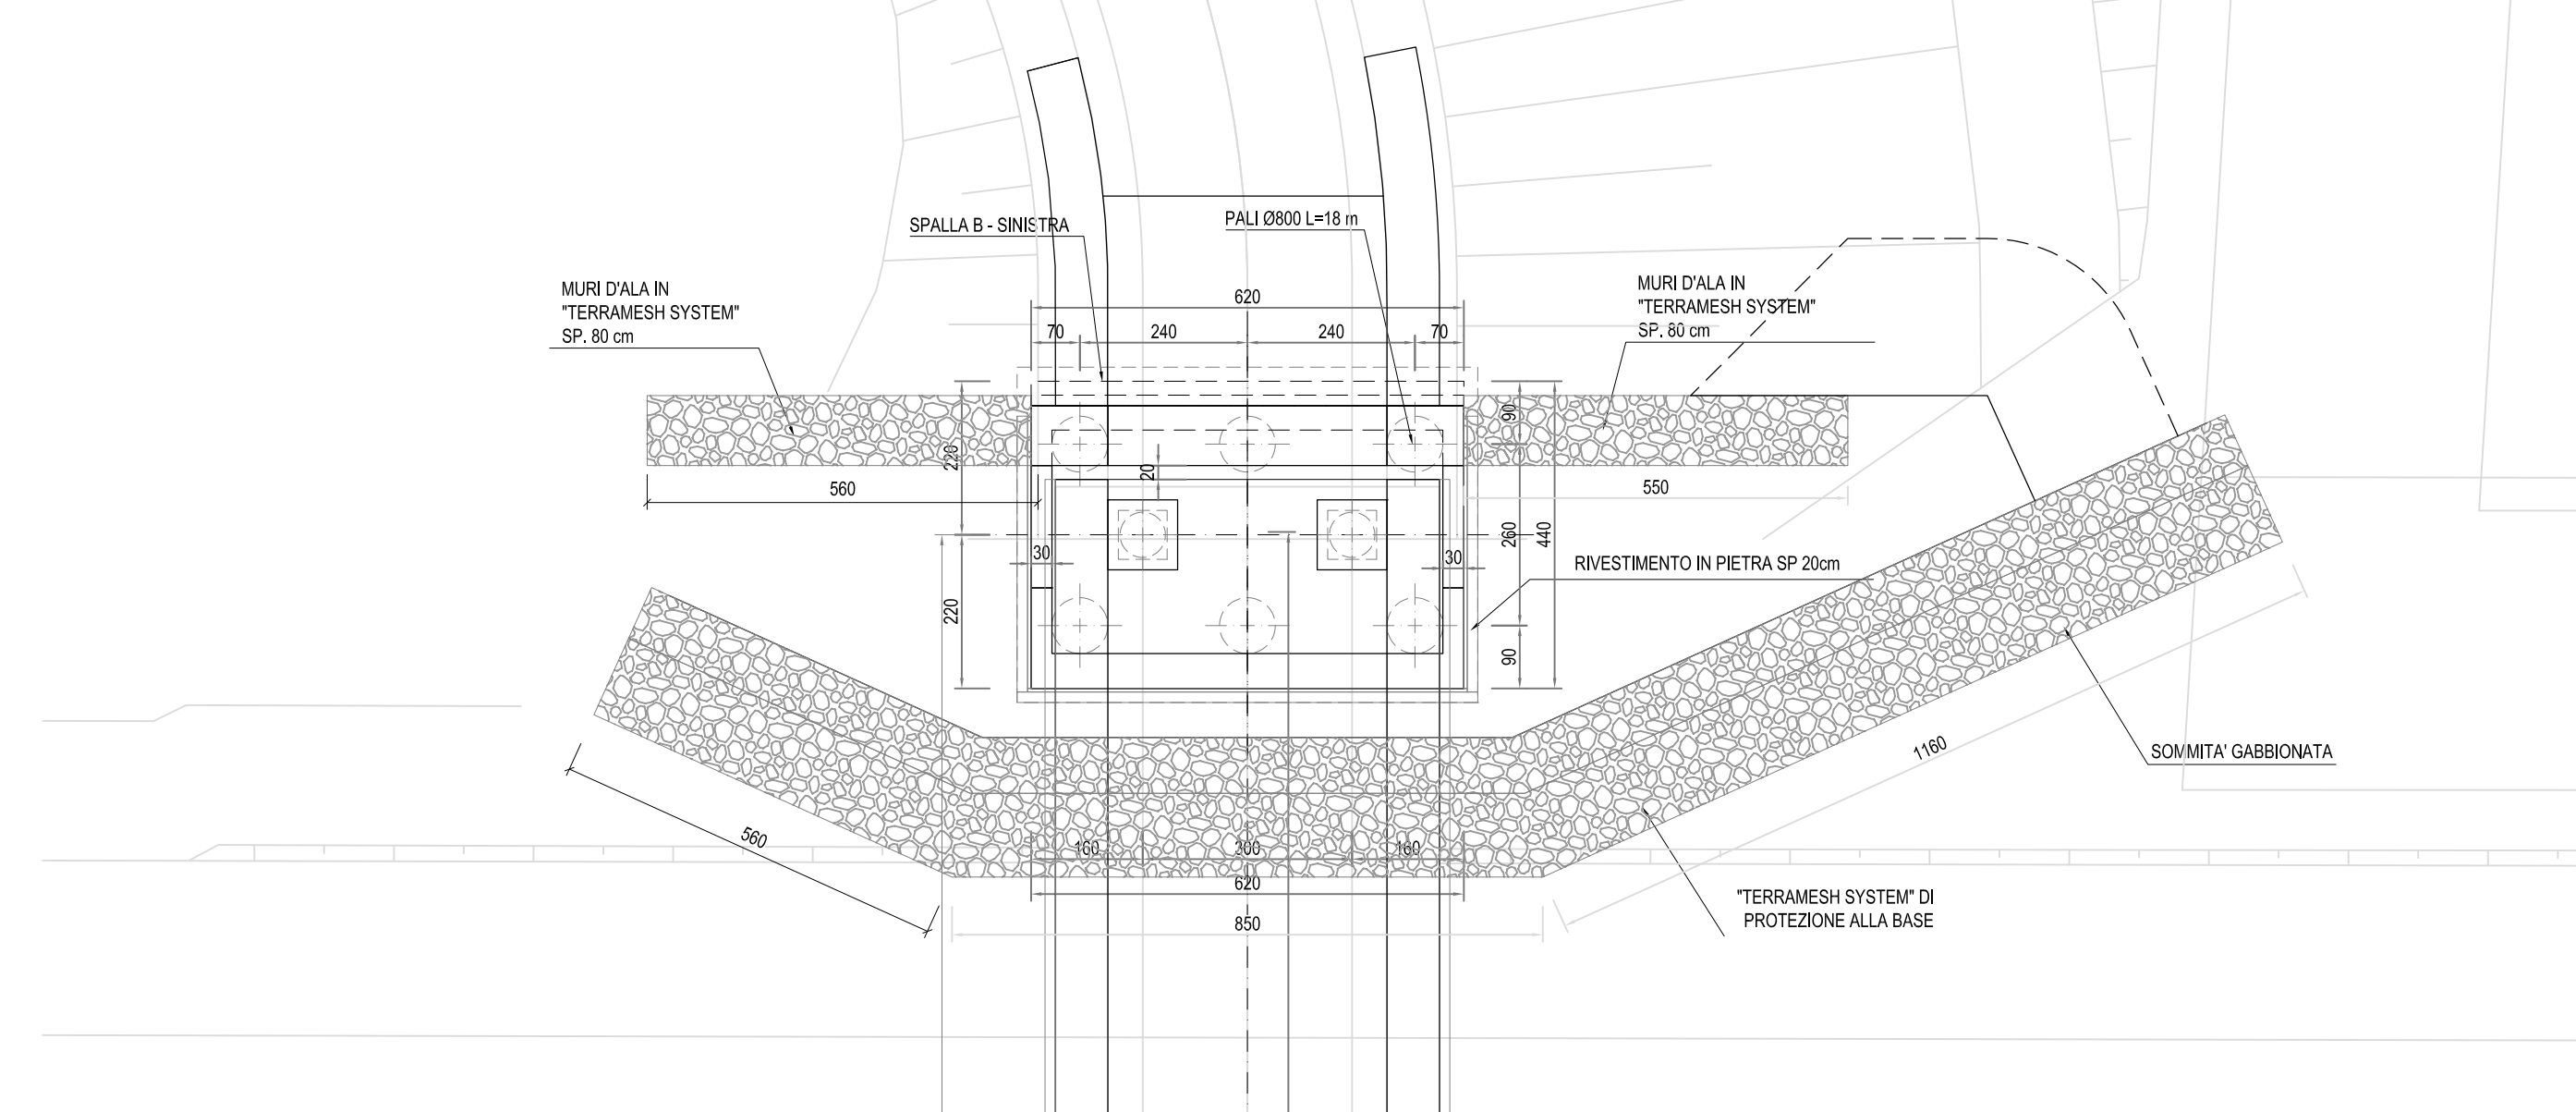 SPALLA B - SINISTRA
PALI Ø800 L=18 m
MURI D'ALA IN
"TERRAMESH SYSTEM"
SP. 80 cm
MURI D'ALA IN
"TERRAMESH SYSTEM"
SP. 80 cm
620
70
240
240
70
220
90
20
560
550
260
440
30
30
RIVESTIMENTO IN PIETRA SP 20cm
220
90
1160
SOMMITA' GABBIONATA
560
160
300
160
620
850
"TERRAMESH SYSTEM" DI
PROTEZIONE ALLA BASE